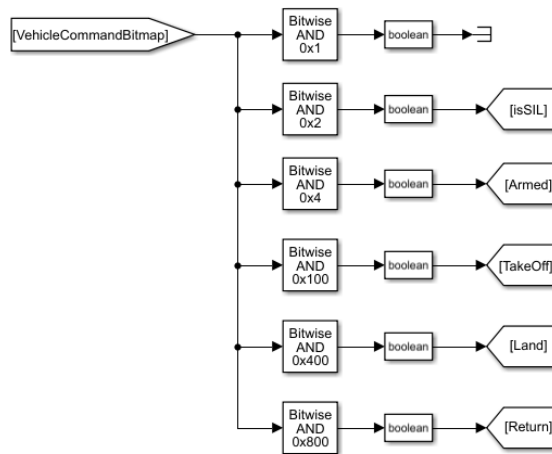 [VehicleCommandBitmap]
Bitwise
AND
0x1
boolean
Bitwise
AND
0x2
boolean
[isSIL]
Bitwise
AND
0x4
boolean
[Armed]
Bitwise
AND
0x100
boolean
[TakeOff]
Bitwise
AND
0x400
boolean
[Land]
Bitwise
AND
0x800
boolean
[Return]